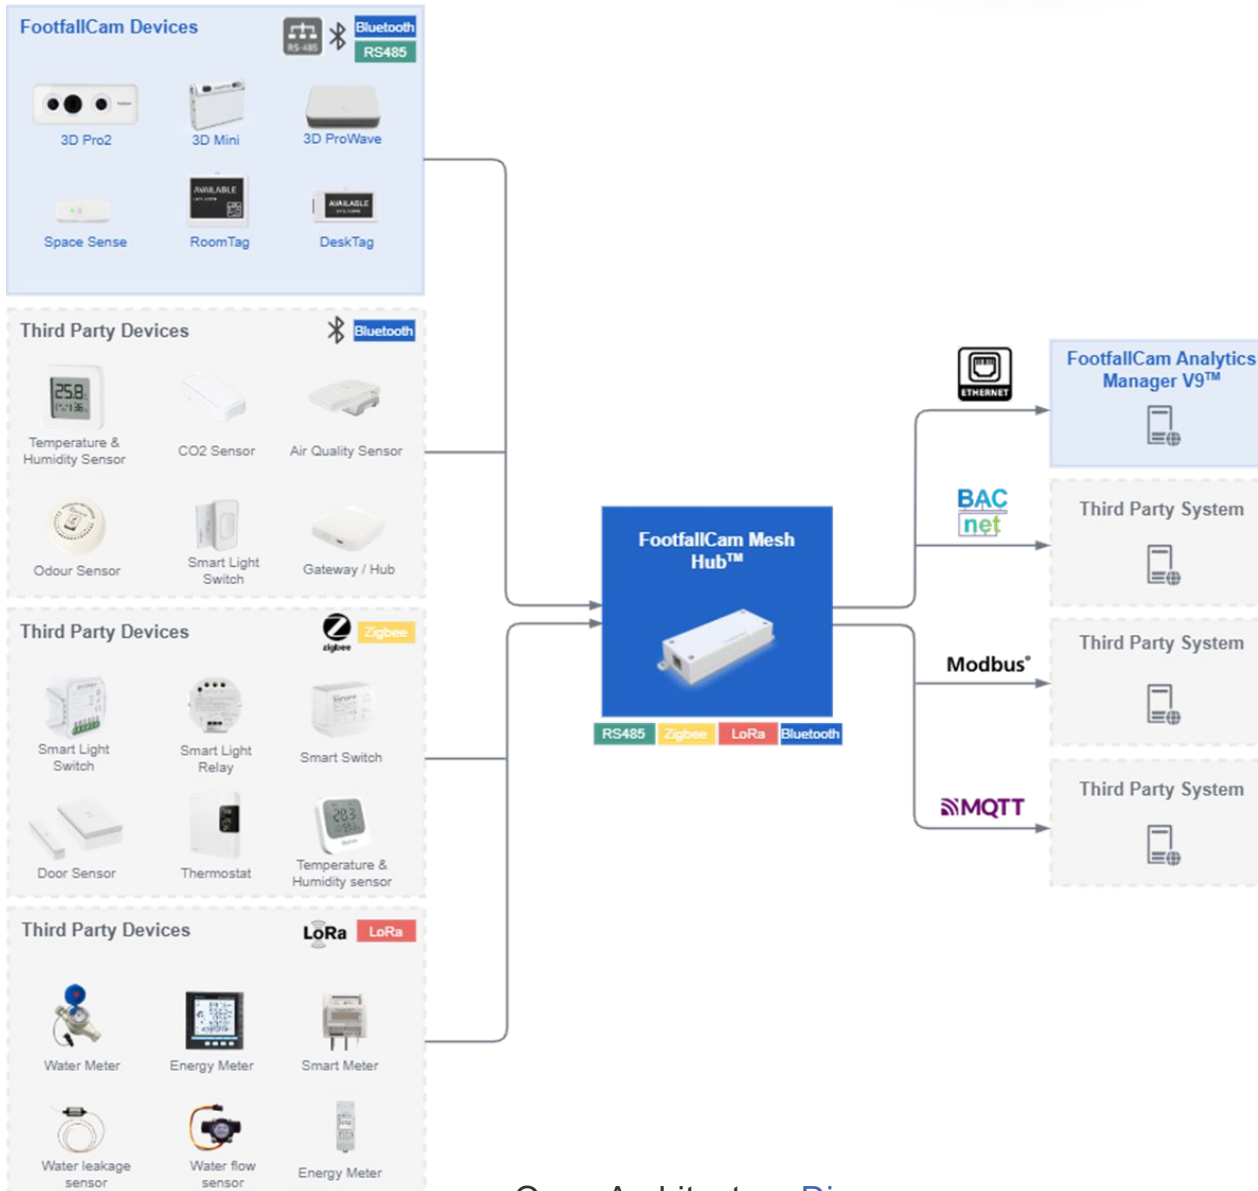 FootfallCam Devices
RS-485
Bluetooth
RS485
3D Pro2
3D Mini
3D ProWave
AVAILABLE
AVAILABLE
Space Sense
RoomTag
DeskTag
Third Party Devices
Bluetooth
25.8
Temperature &
Humidity Sensor
CO2 Sensor
Air Quality Sensor
Odour Sensor
Smart Light
Switch
Gateway / Hub
Third Party Devices
zigbee
Zigbee
Smart Light
Switch
Smart Light
Relay
Smart Switch
Door Sensor
Thermostat
Temperature &
Humidity sensor
Third Party Devices
LoRa
LoRa
Water Meter
Energy Meter
Smart Meter
Water leakage
sensor
Water flow
sensor
Energy Meter
FootfallCam Mesh
Hub™
RS485
Zigbee
LoRa
Bluetooth
ETHERNET
FootfallCam Analytics
Manager V9™
BAC
net
Third Party System
Modbus®
Third Party System
MQTT
Third Party System